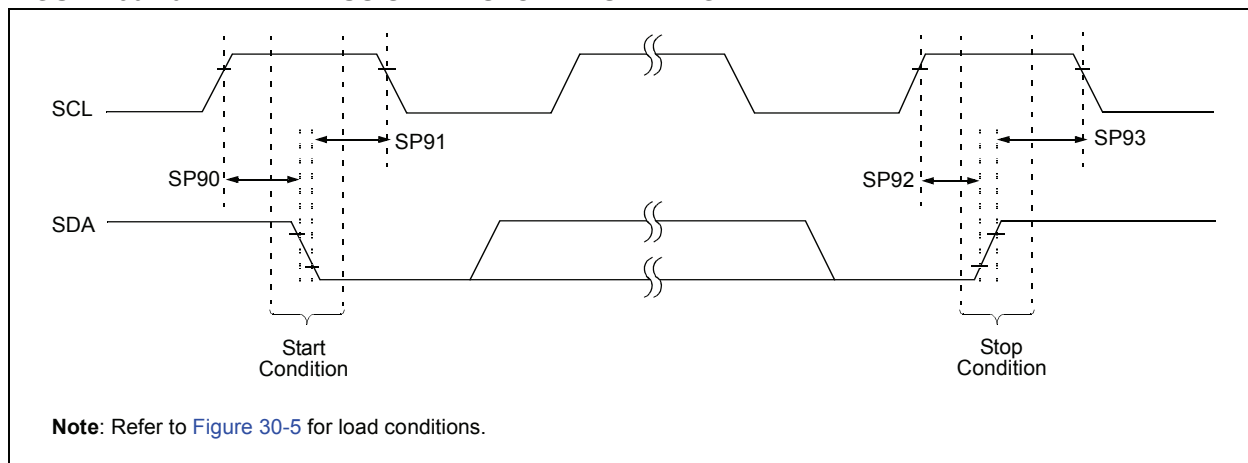 SCL
SP91
SP93
SP90
SP92
SDA
Start
Condition
Stop
Condition
Note: Refer to Figure 30-5 for load conditions.